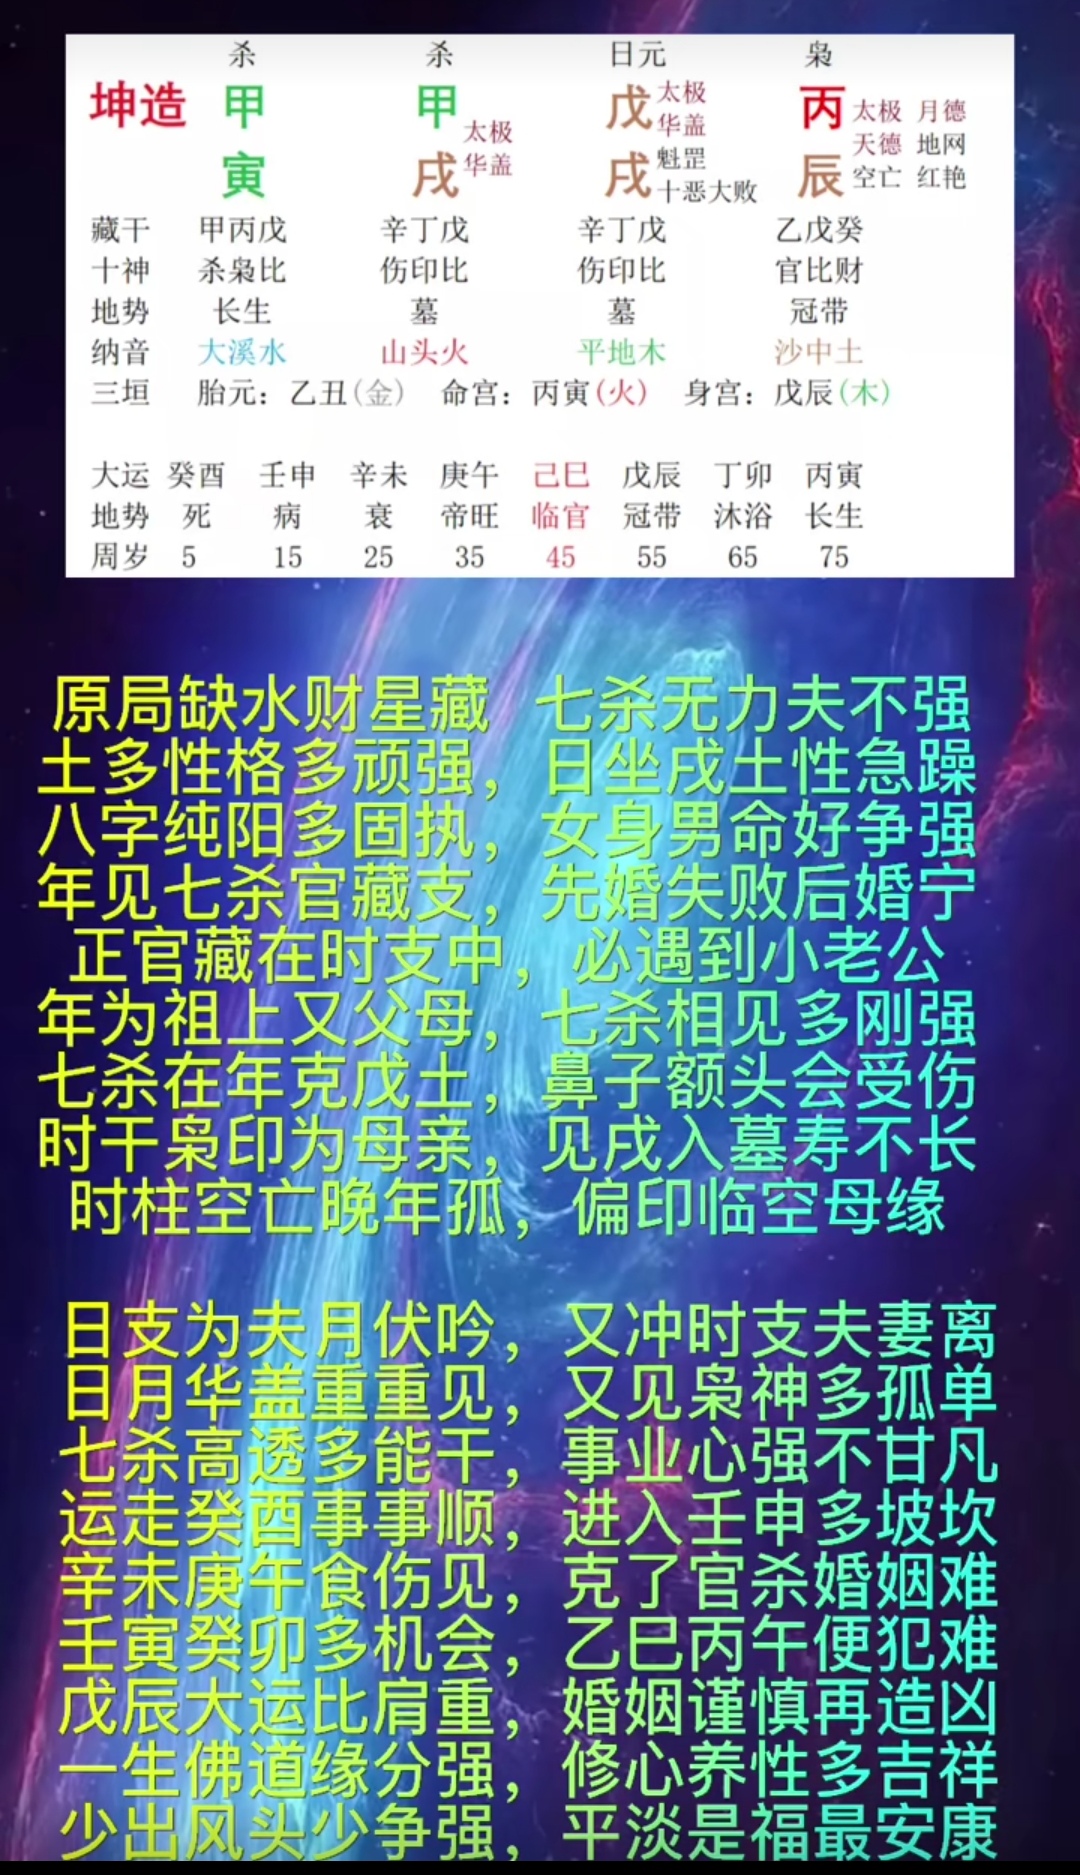 杀 杀 日元 枭
坤造 甲 甲 戊 丙
太极 华盖 太极 华盖 太极 月德
寅 戌 戌 辰
魁罡 十恶大败 天德 地网 空亡 红艳
藏干 甲丙戊 辛丁戊 辛丁戊 乙戊癸
十神 杀枭比 伤印比 伤印比 官比财
地势 长生 墓 墓 冠带
纳音 大溪水 山头火 平地木 沙中土
三垣 胎元：乙丑(金) 命宫：丙寅(火) 身宫：戊辰(木)
大运 癸酉 壬申 辛未 庚午 己巳 戊辰 丁卯 丙寅
地势 死 病 衰 帝旺 临官 冠带 沐浴 长生
周岁 5 15 25 35 45 55 65 75
原局缺水财星藏 七杀无力夫不强
土多性格多顽强，日坐戌土性急躁
八字纯阳多固执，女身男命好争强
年见七杀官藏支，先婚失败后婚宁
正官藏在时支中，必遇到小老公
年为祖上又父母，七杀相见多刚强
七杀在年克戊土，鼻子额头会受伤
时干枭印为母亲，见戌入墓寿不长
时柱空亡晚年孤，偏印临空母缘
日支为夫月伏吟，又冲时支夫妻离
日月华盖重重见，又见枭神多孤单
七杀高透多能干，事业心强不甘凡
运走癸酉事事顺，进入壬申多坡坎
辛未庚午食伤见，克了官杀婚姻难
壬寅癸卯多机会，乙巳丙午便犯难
戊辰大运比肩重，婚姻谨慎再造凶
一生佛道缘分强，修心养性多吉祥
少出风头少争强，平淡是福最安康